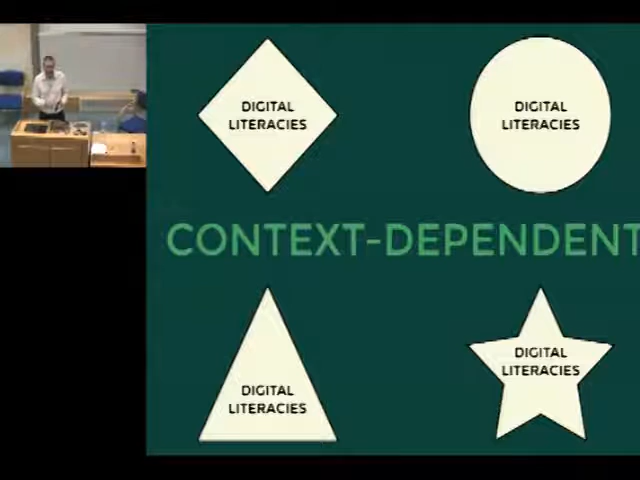 DIGITAL
LITERACIES
DIGITAL
LITERACIES
CONTEXT-DEPENDENT
DIGITAL
LITERACIES
DIGITAL
LITERACIES